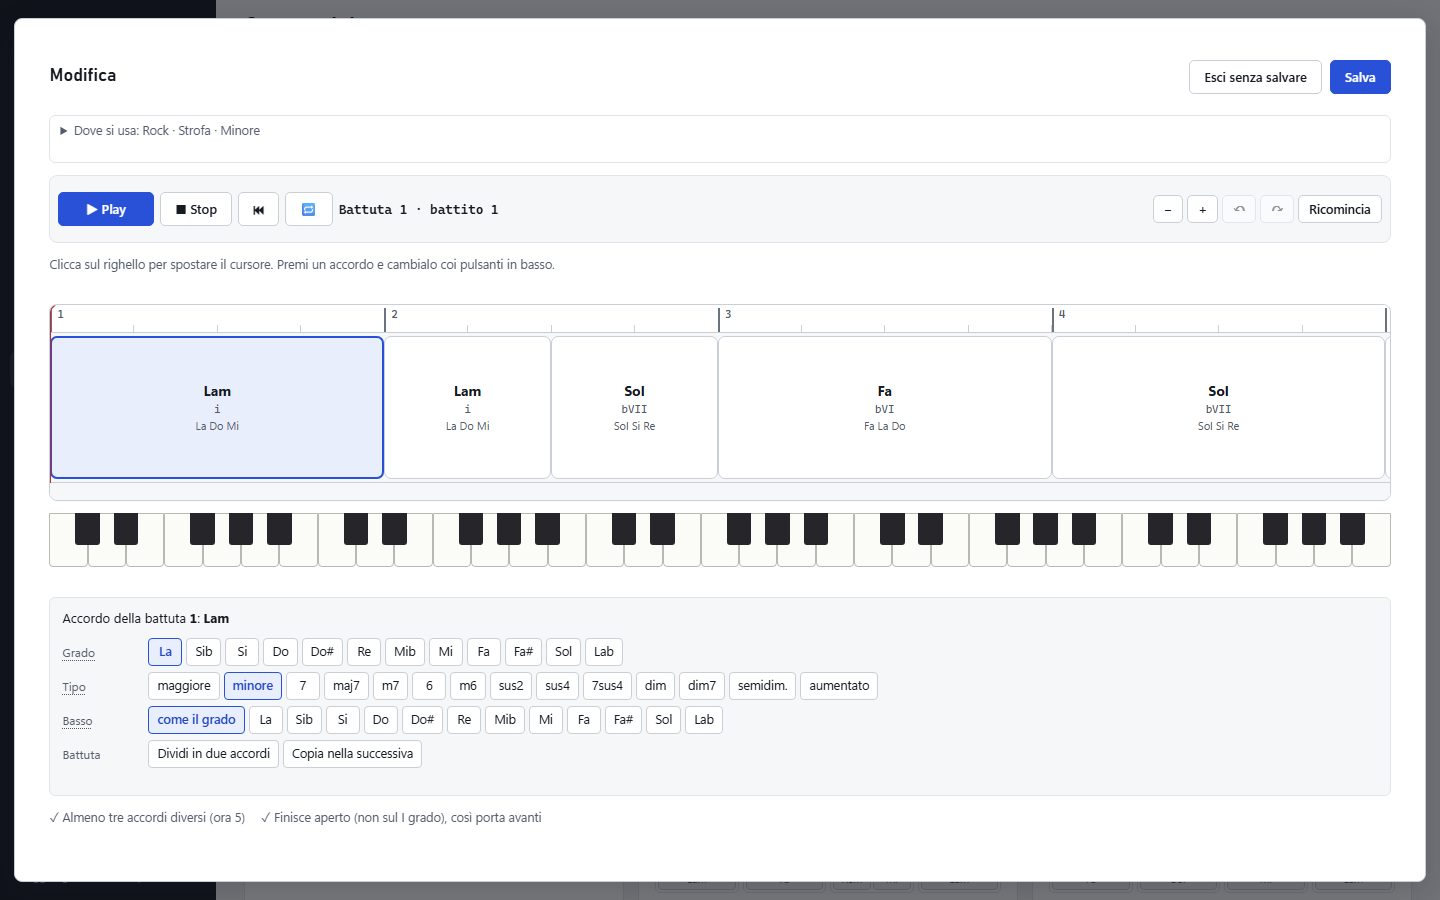 Modifica
Esci senza salvare
Salva
▶ Dove si usa: Rock · Strofa · Minore
▶ Play
■ Stop
⏮
🔁
Battuta 1 · battito 1
−
+
↶
↷
Ricomincia
Clicca sul righello per spostare il cursore. Premi un accordo e cambialo coi pulsanti in basso.
1 2 3 4
Lam
i
La Do Mi
Lam
i
La Do Mi
Sol
bVII
Sol Si Re
Fa
bVI
Fa La Do
Sol
bVII
Sol Si Re
Accordo della battuta 1: Lam
Grado La Sib Si Do Do# Re Mib Mi Fa Fa# Sol Lab
Tipo maggiore minore 7 maj7 m7 6 m6 sus2 sus4 7sus4 dim dim7 semidim. aumentato
Basso come il grado La Sib Si Do Do# Re Mib Mi Fa Fa# Sol Lab
Battuta Dividi in due accordi Copia nella successiva
✓ Almeno tre accordi diversi (ora 5) ✓ Finisce aperto (non sul I grado), così porta avanti